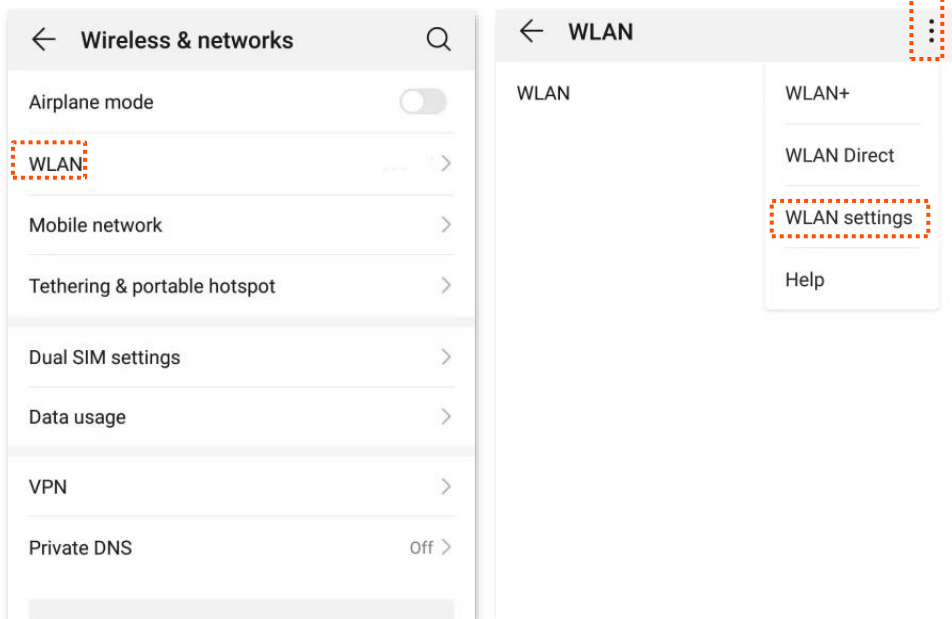 Wireless & networks
Airplane mode
WLAN
Mobile network
Tethering & portable hotspot
Dual SIM settings
Data usage
VPN
Private DNS Off
WLAN
WLAN
WLAN+
WLAN Direct
WLAN settings
Help